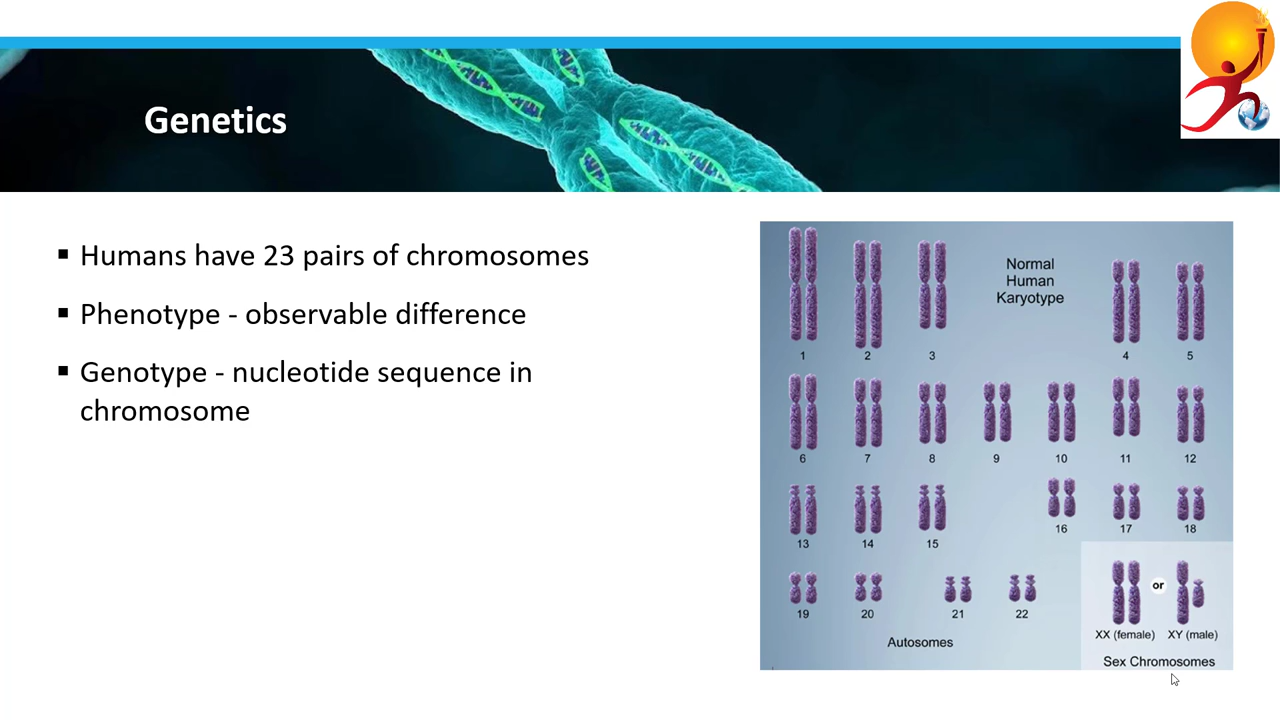 Genetics
▪ Humans have 23 pairs of chromosomes
▪ Phenotype - observable difference
▪ Genotype - nucleotide sequence in
chromosome
Normal
Human
Karyotype
1 2 3 4 5
6 7 8 9 10 11 12
13 14 15 16 17 18
19 20 21 22
or
XX (female) XY (male)
Autosomes
Sex Chromosomes